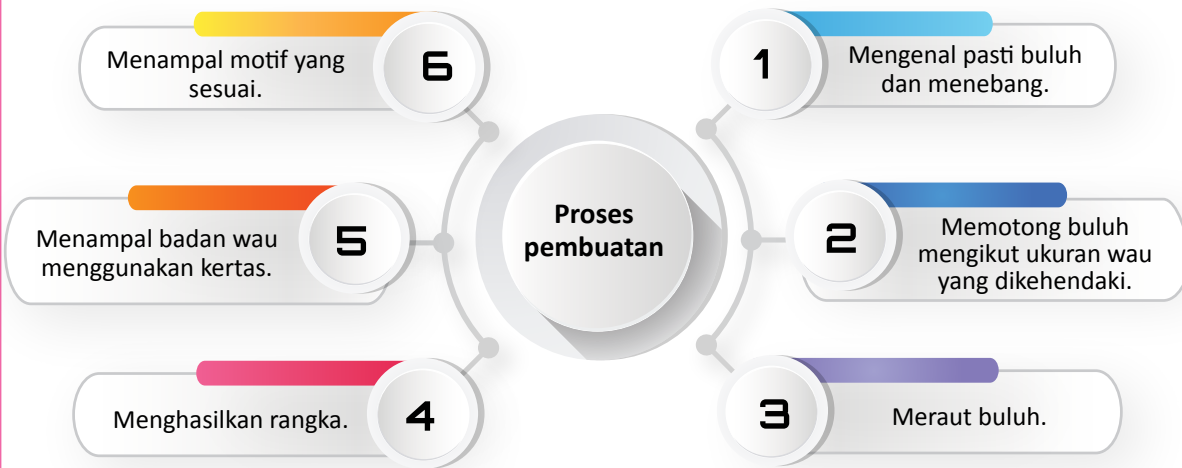 Proses
pembuatan
1
Mengenal pasti buluh
dan menebang.
2
Memotong buluh
mengikut ukuran wau
yang dikehendaki.
3
Meraut buluh.
4
Menghasilkan rangka.
5
Menampal badan wau
menggunakan kertas.
6
Menampal motif yang
sesuai.